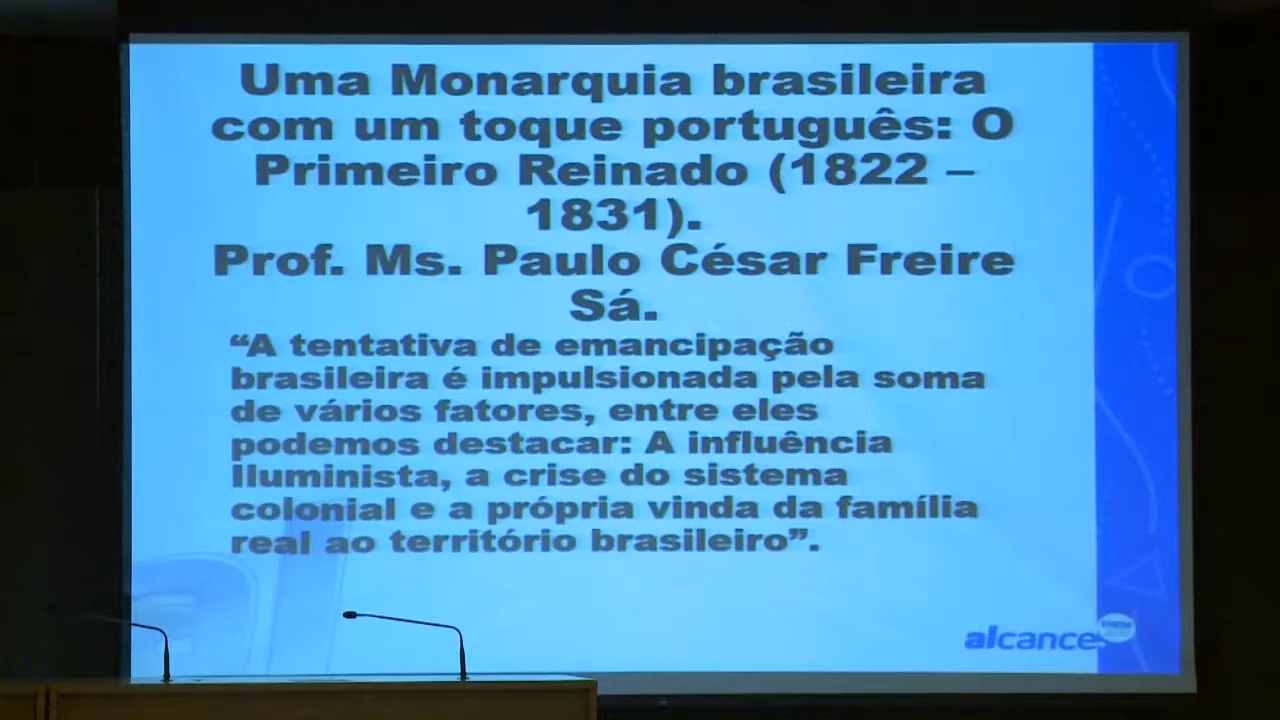 Uma Monarquia brasileira
com um toque português: O
Primeiro Reinado (1822 –
1831).
Prof. Ms. Paulo César Freire
Sá.
“A tentativa de emancipação
brasileira é impulsionada pela soma
de vários fatores, entre eles
podemos destacar: A influência
Iluminista, a crise do sistema
colonial e a própria vinda da família
real ao território brasileiro”.
alcance.